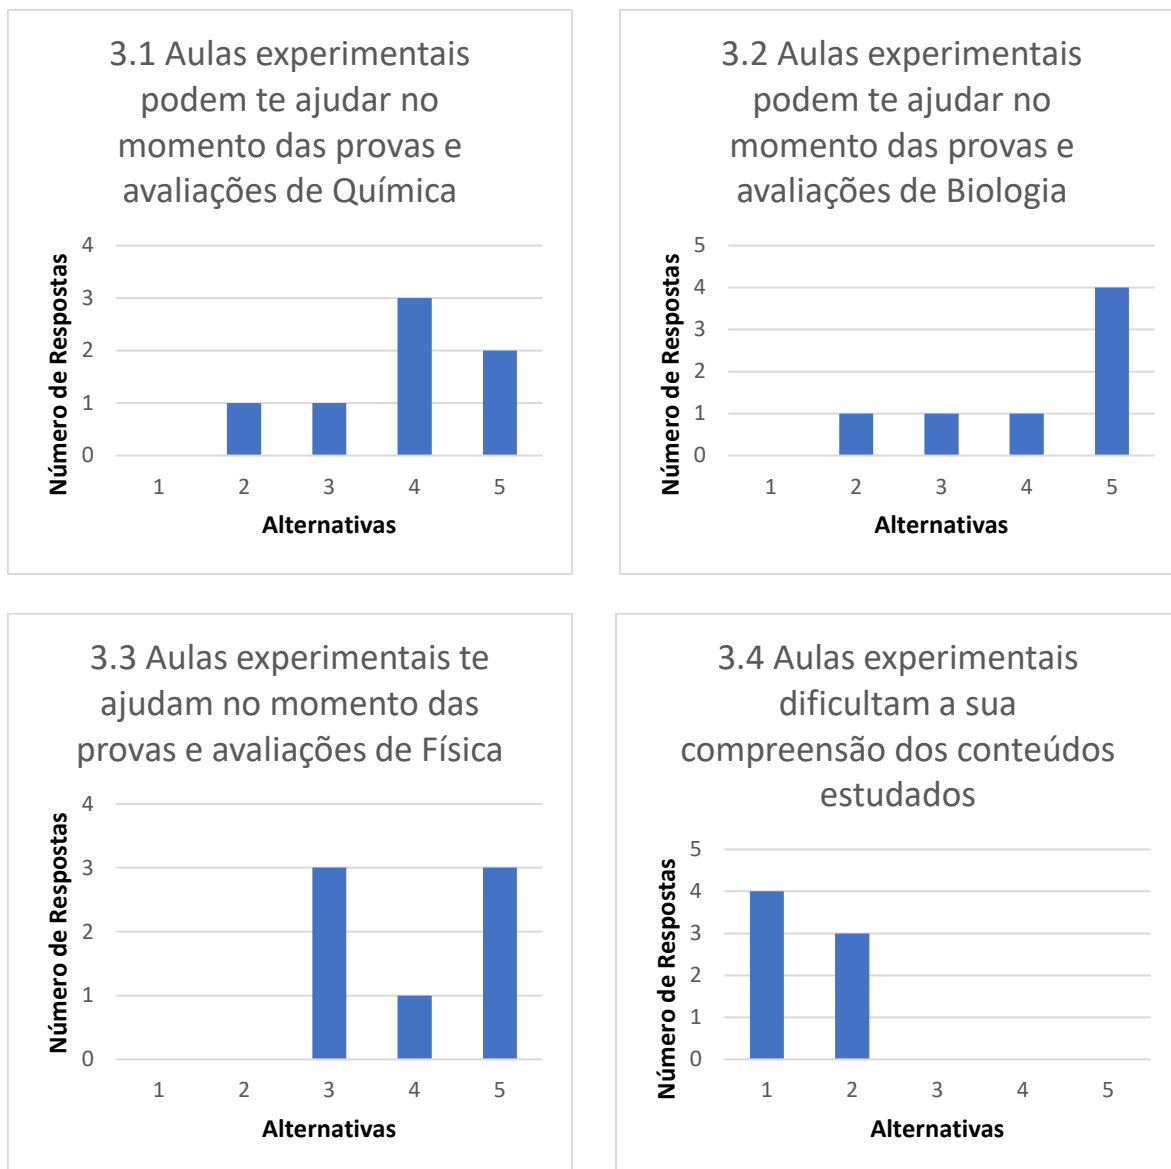 3.1 Aulas experimentais
podem te ajudar no
momento das provas e
avaliações de Química
Número de Respostas
4
3
2
1
0
1 2 3 4 5
Alternativas
3.2 Aulas experimentais
podem te ajudar no
momento das provas e
avaliações de Biologia
Número de Respostas
5
4
3
2
1
0
1 2 3 4 5
Alternativas
3.3 Aulas experimentais te
ajudam no momento das
provas e avaliações de Física
Número de Respostas
4
3
2
1
0
1 2 3 4 5
Alternativas
3.4 Aulas experimentais
dificultam a sua
compreensão dos conteúdos
estudados
Número de Respostas
5
4
3
2
1
0
1 2 3 4 5
Alternativas